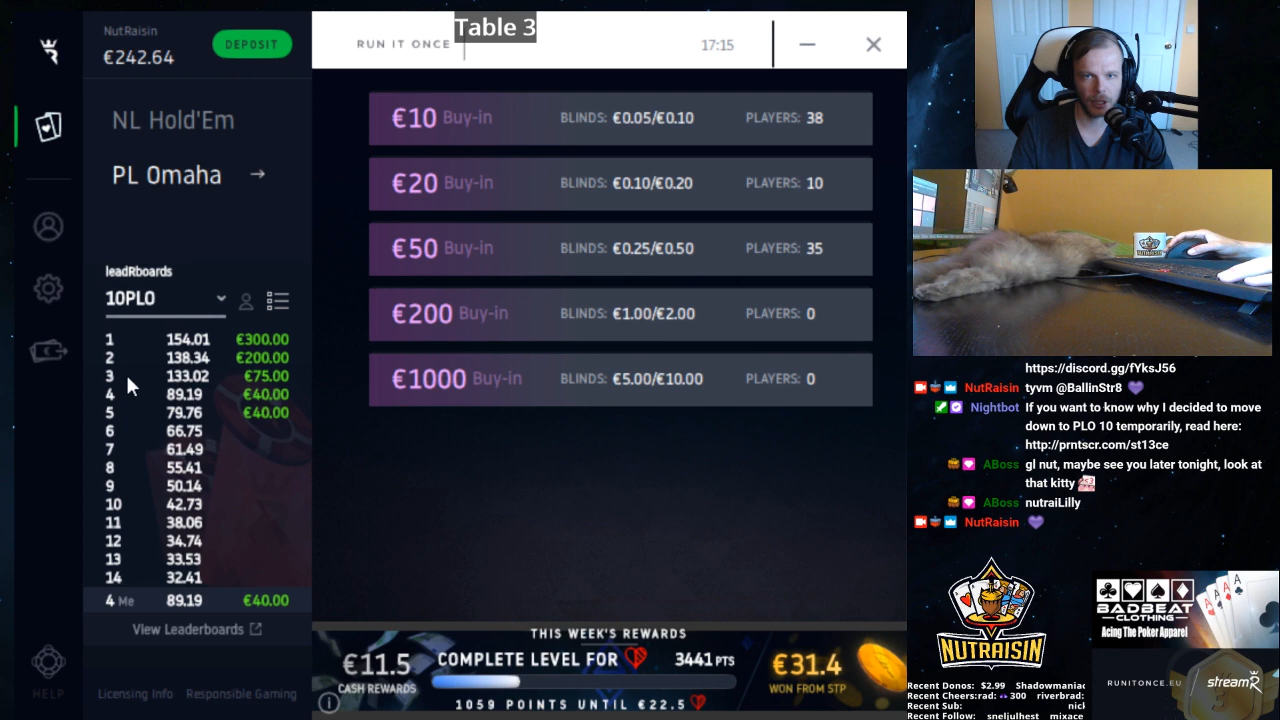 NutRaisin
€242.64
DEPOSIT
NL Hold'Em
PL Omaha →
leadRboards
10PLO
1 154.01 €300.00
2 138.34 €200.00
3 133.02 €75.00
4 89.19 €40.00
5 79.76 €40.00
6 66.75
7 61.49
8 55.41
9 50.14
10 42.73
11 38.06
12 34.74
13 33.53
14 32.41
4 Me 89.19 €40.00
View Leaderboards
HELP
Licensing Info Responsible Gaming
Table 3
RUN IT ONCE
17:15
€10 Buy-in BLINDS: €0.05/€0.10 PLAYERS: 38
€20 Buy-in BLINDS: €0.10/€0.20 PLAYERS: 10
€50 Buy-in BLINDS: €0.25/€0.50 PLAYERS: 35
€200 Buy-in BLINDS: €1.00/€2.00 PLAYERS: 0
€1000 Buy-in BLINDS: €5.00/€10.00 PLAYERS: 0
THIS WEEK'S REWARDS
€11.5
CASH REWARDS
COMPLETE LEVEL FOR 3441 PTS
1059 POINTS UNTIL €22.5
€31.4
WON FROM STP
https://discord.gg/fYksJ56
NutRaisin tyvm @BallinStr8
Nightbot If you want to know why I decided to move
down to PLO 10 temporarily, read here:
http://prntscr.com/st13ce
ABoss gl nut, maybe see you later tonight, look at
that kitty
ABoss nutraiLilly
NutRaisin
NUTRAISIN
BADBEAT
CLOTHING
Acing The Poker Apparel
RUNITONCE.EU
streamR
Recent Donos: $2.99 Shadowmaniac
Recent Cheers: rad: 300 riverbrad:
Recent Sub: nick
Recent Follow: sneljulhest mixace